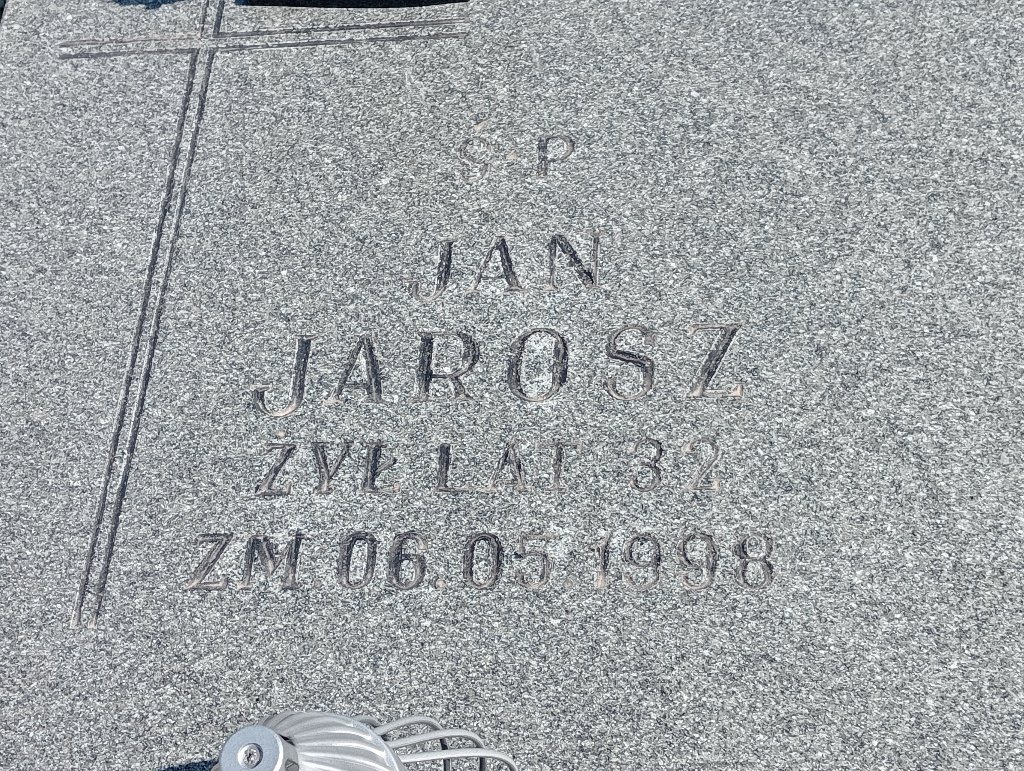 Ś·P
JAN
JAROSZ
ŻYŁ LAT 32
ZM. 06.05.1998